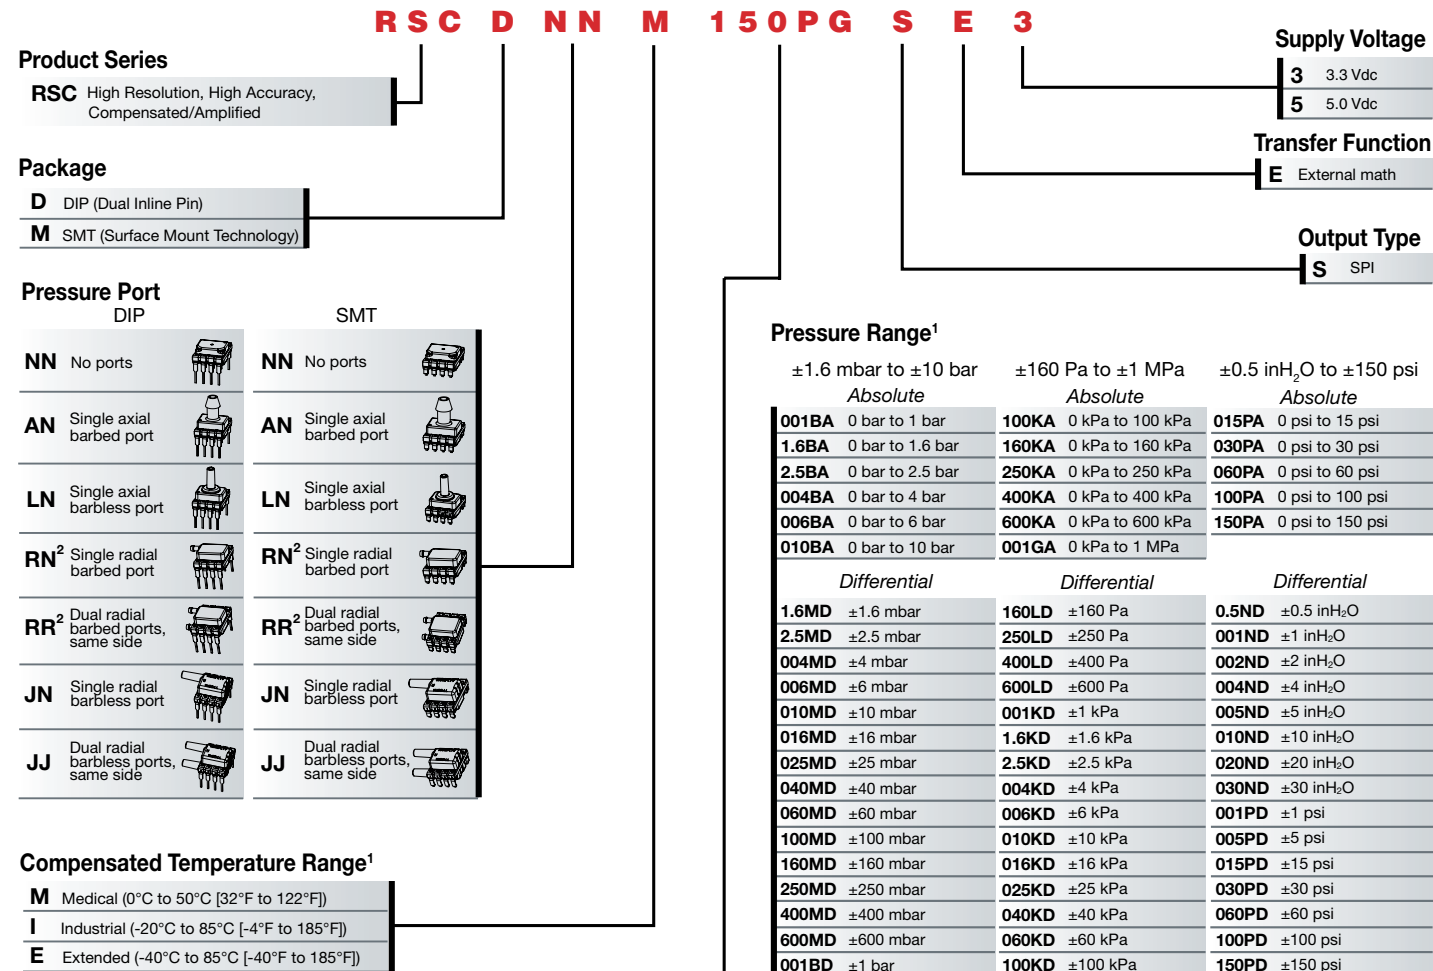 RSC D NN M 150PG S E 3
Product Series
RSC High Resolution, High Accuracy,
Compensated/Amplified
Package
D DIP (Dual Inline Pin)
M SMT (Surface Mount Technology)
Pressure Port
DIP
NN No ports
AN Single axial
barbed port
LN Single axial
barbless port
RN² Single radial
barbed port
RR² Dual radial
barbed ports,
same side
JN Single radial
barbless port
JJ Dual radial
barbless ports,
same side
SMT
NN No ports
AN Single axial
barbed port
LN Single axial
barbless port
RN² Single radial
barbed port
RR² Dual radial
barbed ports,
same side
JN Single radial
barbless port
JJ Dual radial
barbless ports,
same side
Compensated Temperature Range¹
M Medical (0°C to 50°C [32°F to 122°F])
I Industrial (-20°C to 85°C [-4°F to 185°F])
E Extended (-40°C to 85°C [-40°F to 185°F])
Supply Voltage
3 3.3 Vdc
5 5.0 Vdc
Transfer Function
E External math
Output Type
S SPI
Pressure Range¹
±1.6 mbar to ±10 bar
Absolute
001BA 0 bar to 1 bar
1.6BA 0 bar to 1.6 bar
2.5BA 0 bar to 2.5 bar
004BA 0 bar to 4 bar
006BA 0 bar to 6 bar
010BA 0 bar to 10 bar
Differential
1.6MD ±1.6 mbar
2.5MD ±2.5 mbar
004MD ±4 mbar
006MD ±6 mbar
010MD ±10 mbar
016MD ±16 mbar
025MD ±25 mbar
040MD ±40 mbar
060MD ±60 mbar
100MD ±100 mbar
160MD ±160 mbar
250MD ±250 mbar
400MD ±400 mbar
600MD ±600 mbar
001BD ±1 bar
±160 Pa to ±1 MPa
Absolute
100KA 0 kPa to 100 kPa
160KA 0 kPa to 160 kPa
250KA 0 kPa to 250 kPa
400KA 0 kPa to 400 kPa
600KA 0 kPa to 600 kPa
001GA 0 kPa to 1 MPa
Differential
160LD ±160 Pa
250LD ±250 Pa
400LD ±400 Pa
600LD ±600 Pa
001KD ±1 kPa
1.6KD ±1.6 kPa
2.5KD ±2.5 kPa
004KD ±4 kPa
006KD ±6 kPa
010KD ±10 kPa
016KD ±16 kPa
025KD ±25 kPa
040KD ±40 kPa
060KD ±60 kPa
100KD ±100 kPa
±0.5 inH₂O to ±150 psi
Absolute
015PA 0 psi to 15 psi
030PA 0 psi to 30 psi
060PA 0 psi to 60 psi
100PA 0 psi to 100 psi
150PA 0 psi to 150 psi
Differential
0.5ND ±0.5 inH₂O
001ND ±1 inH₂O
002ND ±2 inH₂O
004ND ±4 inH₂O
005ND ±5 inH₂O
010ND ±10 inH₂O
020ND ±20 inH₂O
030ND ±30 inH₂O
001PD ±1 psi
005PD ±5 psi
015PD ±15 psi
030PD ±30 psi
060PD ±60 psi
100PD ±100 psi
150PD ±150 psi